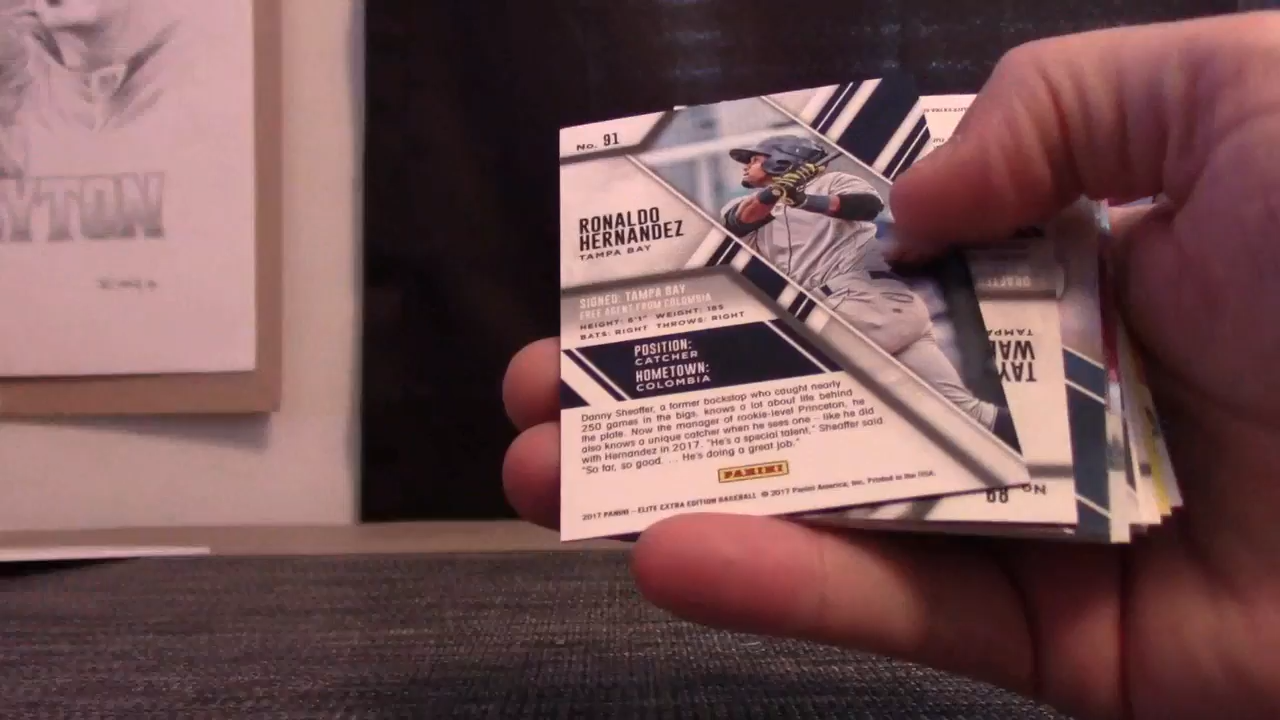 YTON
No. 91
RONALDO
HERNANDEZ
TAMPA BAY
SIGNED: TAMPA BAY
FREE AGENT FROM COLOMBIA
HEIGHT: 6'1" WEIGHT: 185
BATS: RIGHT THROWS: RIGHT
POSITION:
CATCHER
HOMETOWN:
COLOMBIA
Danny Sheaffer, a former backstop who caught nearly
250 games in the bigs, knows a lot about life behind
the plate. Now the manager of rookie-level Princeton, he
also knows a unique catcher when he sees one – like he did
with Hernandez in 2017. "He's a special talent," Sheaffer said.
"So far, so good. ... He's doing a great job."
PANINI
2017 PANINI – ELITE EXTRA EDITION BASEBALL © 2017 Panini America, Inc. Printed in the USA.
DRAFT
TAMPA
WAL
TAY
No. 89